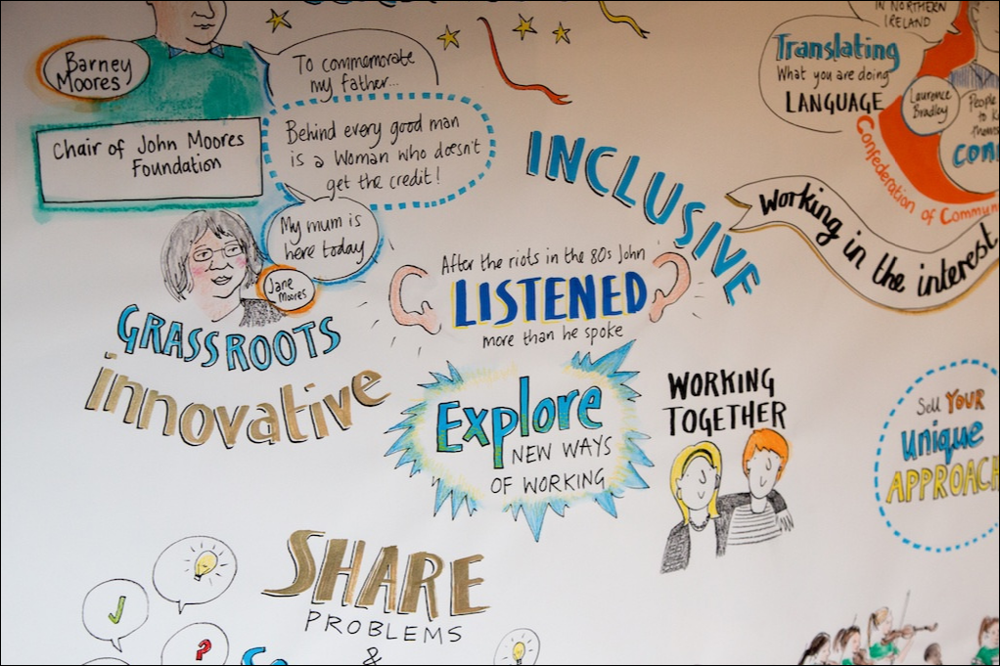 Barney
Moores
To commemorate
my father...
Chair of John Moores
Foundation
Behind every good man
is a Woman who doesn't
get the credit!
My mum is
here today
Jane
Moores
GRASSROOTS
innovative
INCLUSIVE
After the riots in the 80s John
LISTENED
more than he spoke
Explore
NEW WAYS
OF WORKING
WORKING
TOGETHER
IN NORTHERN
IRELAND
Translating
What you are doing
LANGUAGE
Laurence
Bradley
People
to
Confederation of
Working in the interest
Sell YOUR
unique
APPROACH
SHARE
PROBLEMS
&
?